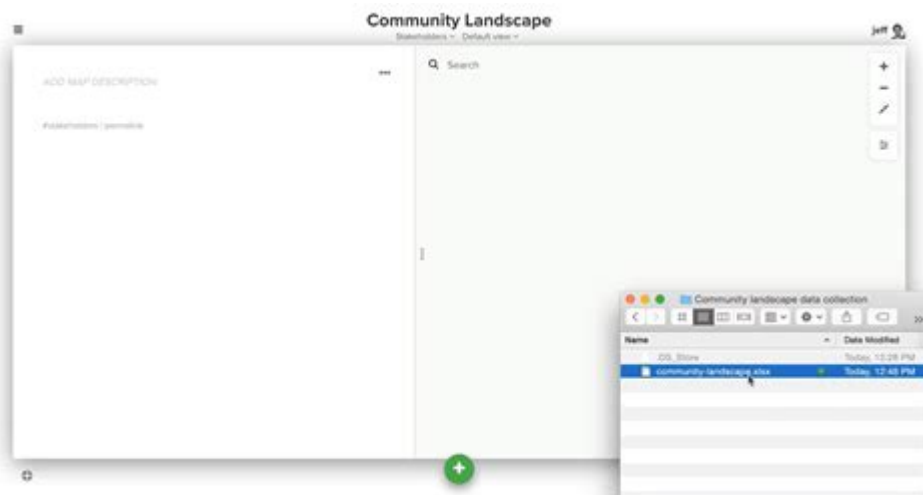 Community Landscape
Stakeholders Default view
jeff
ADD MAP DESCRIPTION
Search
#stakeholders / permalink
Community landscape data collection
Name
Date Modified
.DS_Store
Today, 12:28 PM
community-landscape.xlsx
Today, 12:48 PM